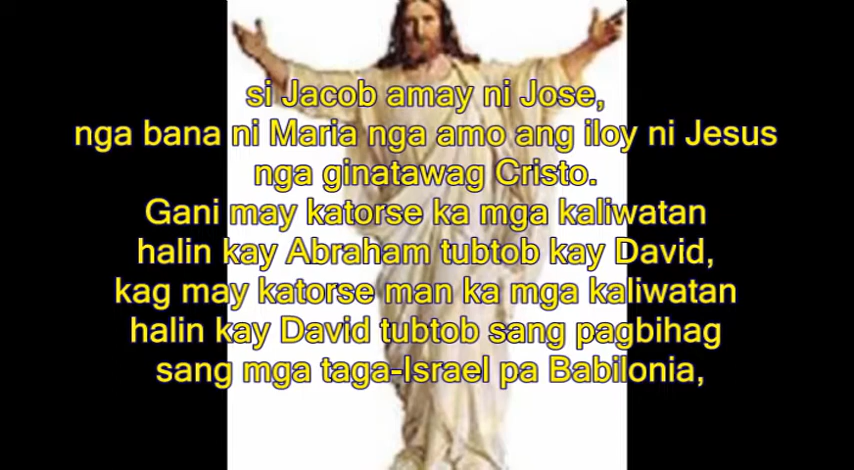 si Jacob amay ni Jose,
nga bana ni Maria nga amo ang iloy ni Jesus
nga ginatawag Cristo.
Gani may katorse ka mga kaliwatan
halin kay Abraham tubtob kay David,
kag may katorse man ka mga kaliwatan
halin kay David tubtob sang pagbihag
sang mga taga-Israel pa Babilonia,